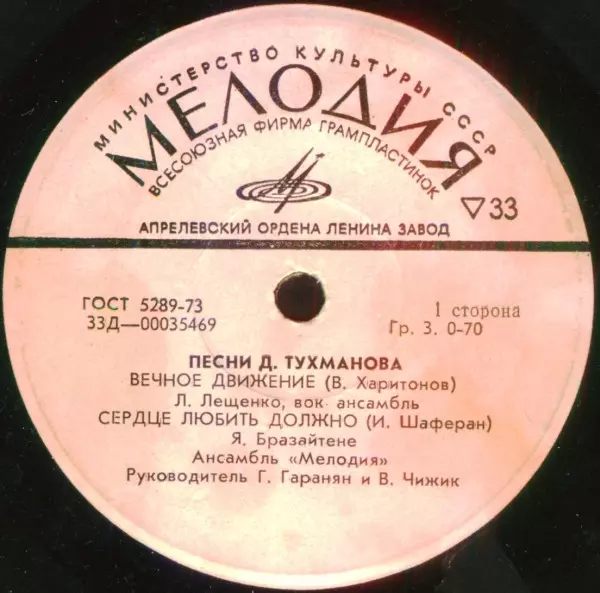 МИНИСТЕРСТВО КУЛЬТУРЫ СССР
МЕЛОДИЯ
ВСЕСОЮЗНАЯ ФИРМА ГРАМПЛАСТИНОК
▽33
АПРЕЛЕВСКИЙ ОРДЕНА ЛЕНИНА ЗАВОД
ГОСТ 5289-73
33Д—00035469
1 сторона
Гр. 3. 0-70
ПЕСНИ Д. ТУХМАНОВА
ВЕЧНОЕ ДВИЖЕНИЕ (В. Харитонов)
Л. Лещенко, вок. ансамбль
СЕРДЦЕ ЛЮБИТЬ ДОЛЖНО (И. Шаферан)
Я. Бразайтене
Ансамбль «Мелодия»
Руководитель Г. Гаранян и В. Чижик